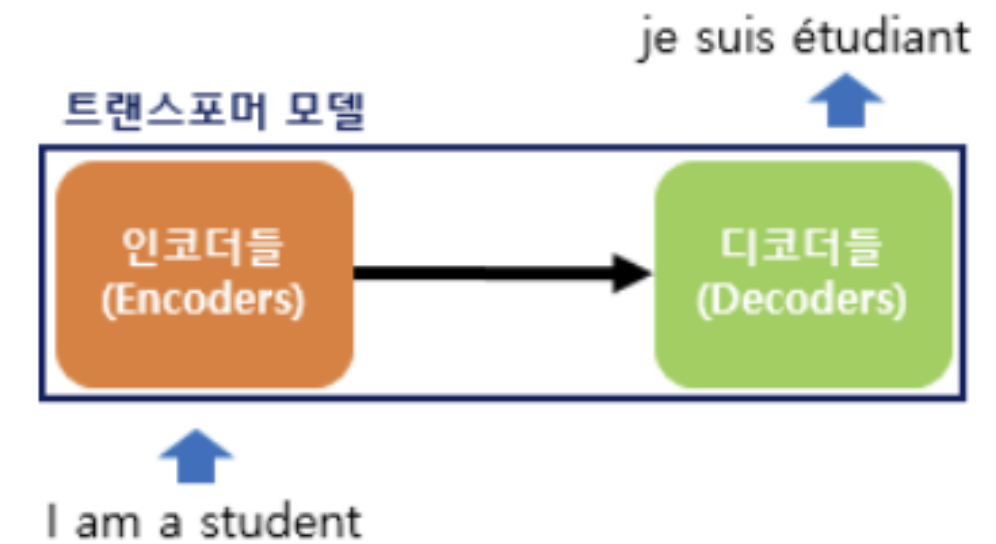 je suis étudiant
트랜스포머 모델
인코더들
(Encoders)
디코더들
(Decoders)
I am a student